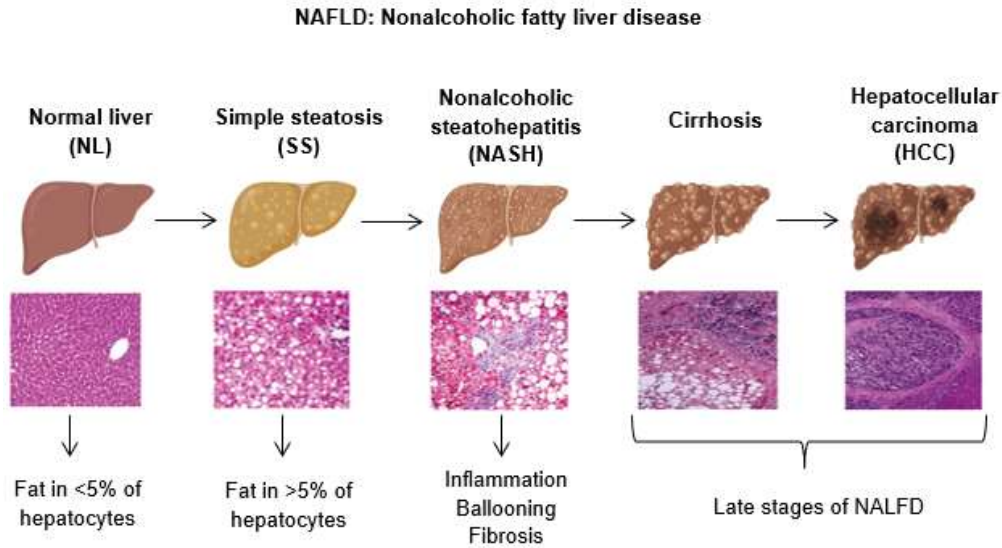 NAFLD: Nonalcoholic fatty liver disease
Normal liver
(NL)
Simple steatosis
(SS)
Nonalcoholic
steatohepatitis
(NASH)
Cirrhosis
Hepatocellular
carcinoma
(HCC)
Fat in <5% of
hepatocytes
Fat in >5% of
hepatocytes
Inflammation
Ballooning
Fibrosis
Late stages of NALFD